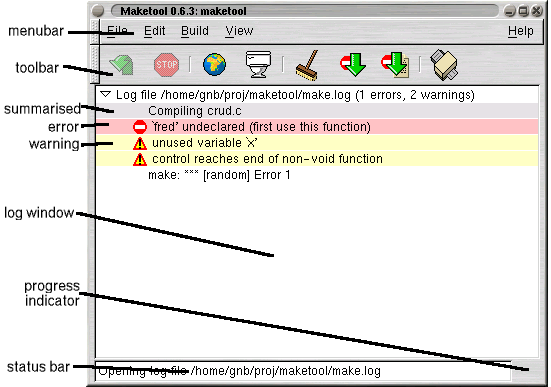 Maketool 0.6.3: maketool
menubar
File Edit Build View Help
toolbar
STOP
Log file /home/gnb/proj/maketool/make.log (1 errors, 2 warnings)
summarised
Compiling crud.c
error
`fred' undeclared (first use this function)
warning
unused variable `x'
control reaches end of non-void function
make: *** [random] Error 1
log window
progress
indicator
status bar
Opening log file /home/gnb/proj/maketool/make.log